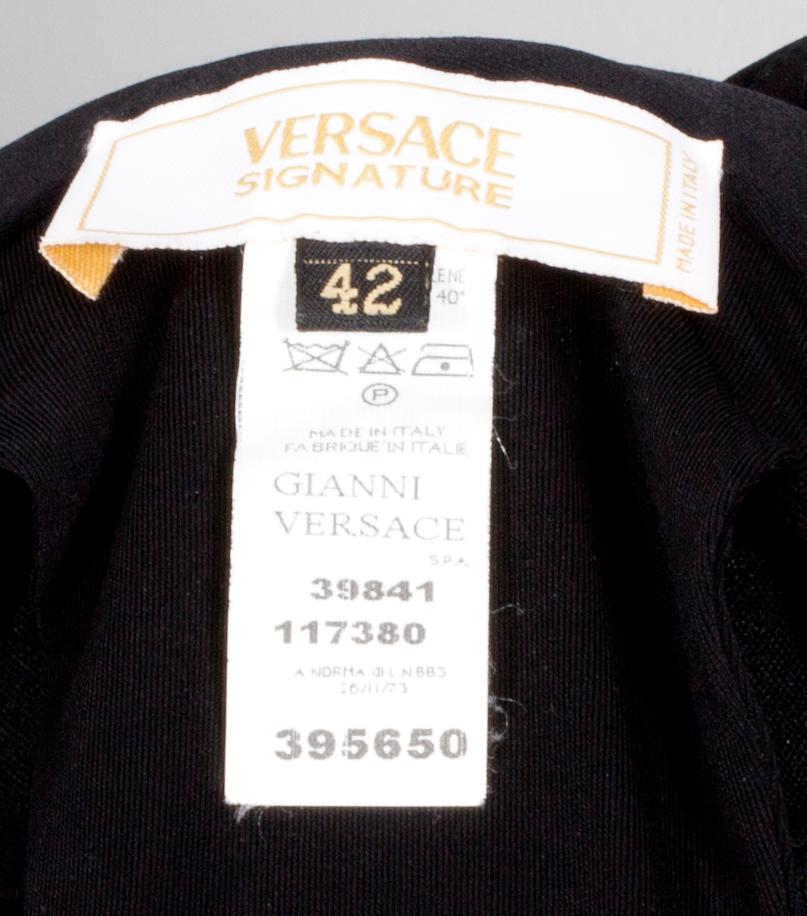 VERSACE
SIGNATURE
MADE IN ITALY
42
40°
P
MADE IN ITALY
FABRIQUE IN ITALIE
GIANNI
VERSACE
S.P.A.
39841
117380
A NORMA di L.N.883
26/11/73
395650